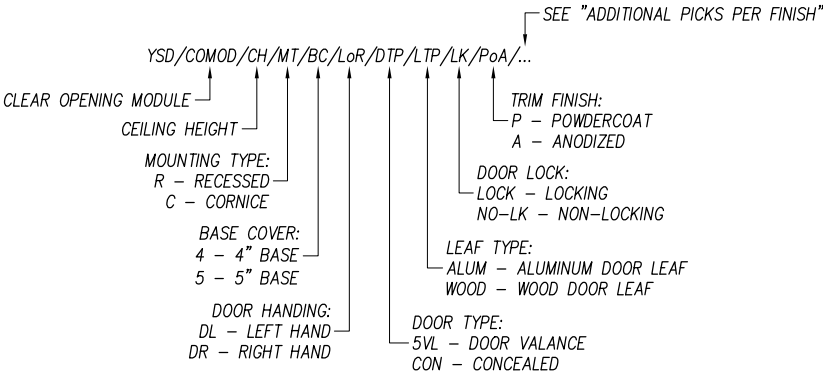 SEE "ADDITIONAL PICKS PER FINISH"
YSD/COMOD/CH/MT/BC/LoR/DTP/LTP/LK/PoA/...
CLEAR OPENING MODULE
CEILING HEIGHT
MOUNTING TYPE:
R – RECESSED
C – CORNICE
BASE COVER:
4 – 4" BASE
5 – 5" BASE
DOOR HANDING:
DL – LEFT HAND
DR – RIGHT HAND
TRIM FINISH:
P – POWDERCOAT
A – ANODIZED
DOOR LOCK:
LOCK – LOCKING
NO–LK – NON–LOCKING
LEAF TYPE:
ALUM – ALUMINUM DOOR LEAF
WOOD – WOOD DOOR LEAF
DOOR TYPE:
5VL – DOOR VALANCE
CON – CONCEALED